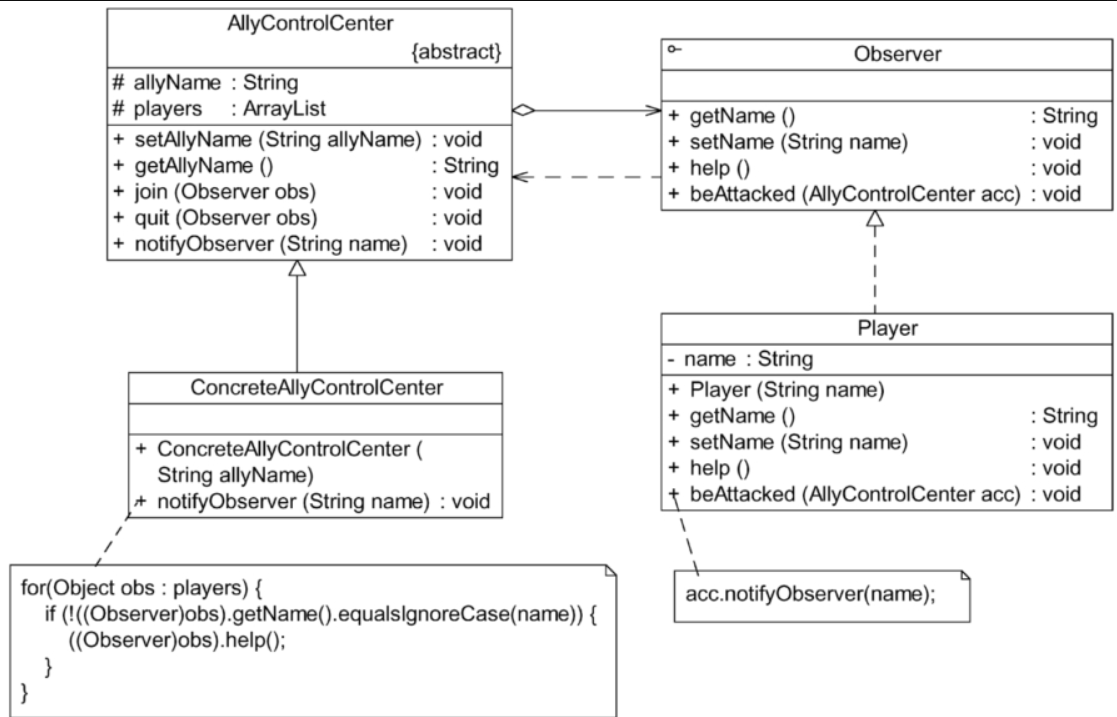 AllyControlCenter
{abstract}
# allyName : String
# players : ArrayList
+ setAllyName (String allyName) : void
+ getAllyName () : String
+ join (Observer obs) : void
+ quit (Observer obs) : void
+ notifyObserver (String name) : void
Observer
+ getName () : String
+ setName (String name) : void
+ help () : void
+ beAttacked (AllyControlCenter acc) : void
ConcreteAllyControlCenter
+ ConcreteAllyControlCenter (
String allyName)
+ notifyObserver (String name) : void
Player
- name : String
+ Player (String name)
+ getName () : String
+ setName (String name) : void
+ help () : void
+ beAttacked (AllyControlCenter acc) : void
for(Object obs : players) {
if (!((Observer)obs).getName().equalsIgnoreCase(name)) {
((Observer)obs).help();
}
}
acc.notifyObserver(name);